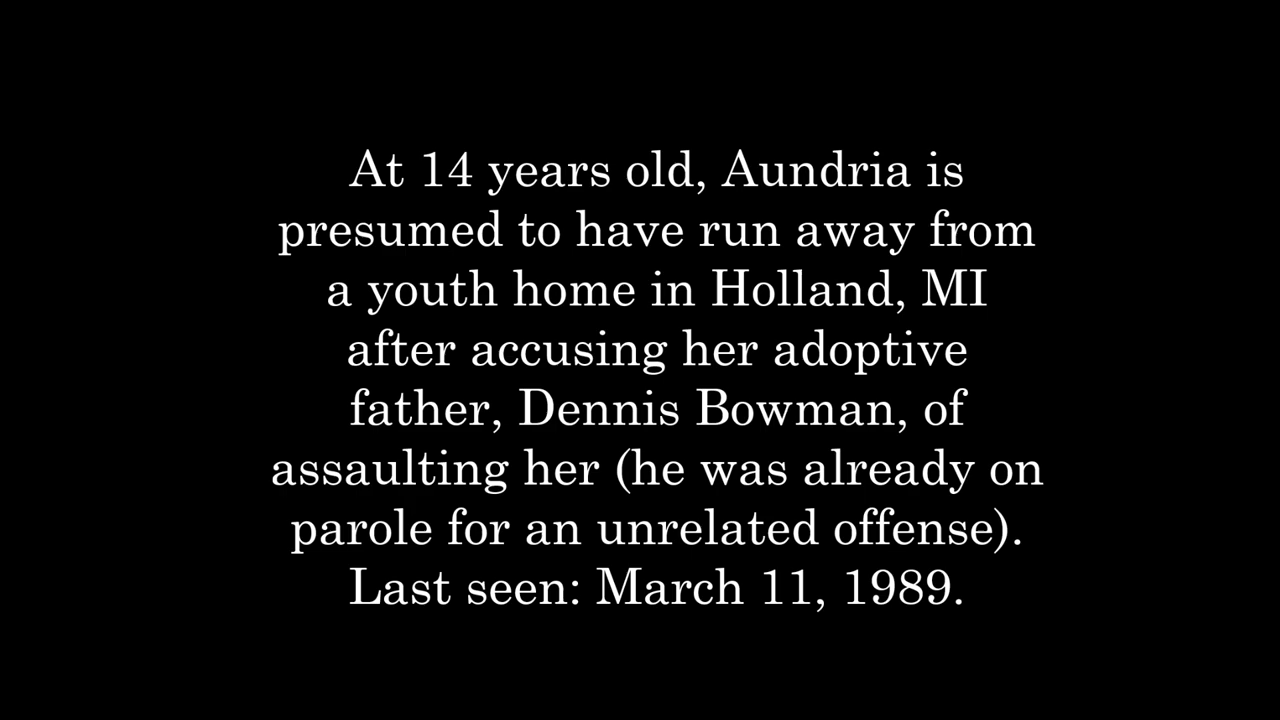 At 14 years old, Aundria is
presumed to have run away from
a youth home in Holland, MI
after accusing her adoptive
father, Dennis Bowman, of
assaulting her (he was already on
parole for an unrelated offense).
Last seen: March 11, 1989.